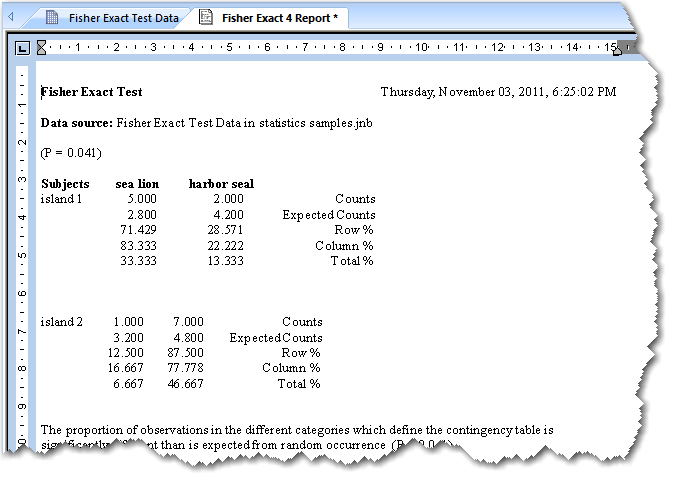 Fisher Exact Test Data Fisher Exact 4 Report *
L 1 2 3 4 5 6 7 8 9 10 11 12 13 14 15
Fisher Exact Test Thursday, November 03, 2011, 6:25:02 PM
Data source: Fisher Exact Test Data in statistics samples.jnb
(P = 0.041)
Subjects sea lion harbor seal
island 1 5.000 2.000 Counts
2.800 4.200 Expected Counts
71.429 28.571 Row %
83.333 22.222 Column %
33.333 13.333 Total %
island 2 1.000 7.000 Counts
3.200 4.800 Expected Counts
12.500 87.500 Row %
16.667 77.778 Column %
6.667 46.667 Total %
The proportion of observations in the different categories which define the contingency table is
than is expected from random occurrence